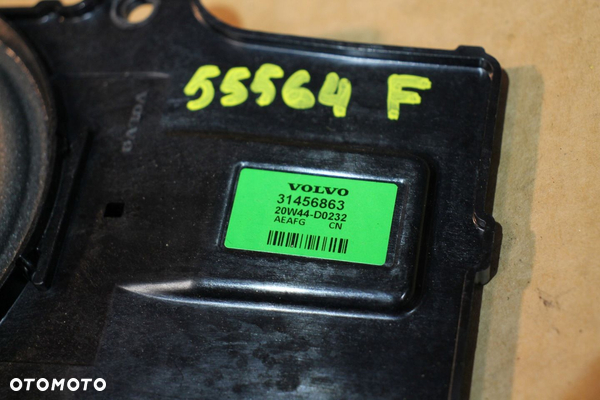 55564 F
VOLVO
VOLVO
31456863
20W44-D0232
AEAFG CN
OTOMOTO